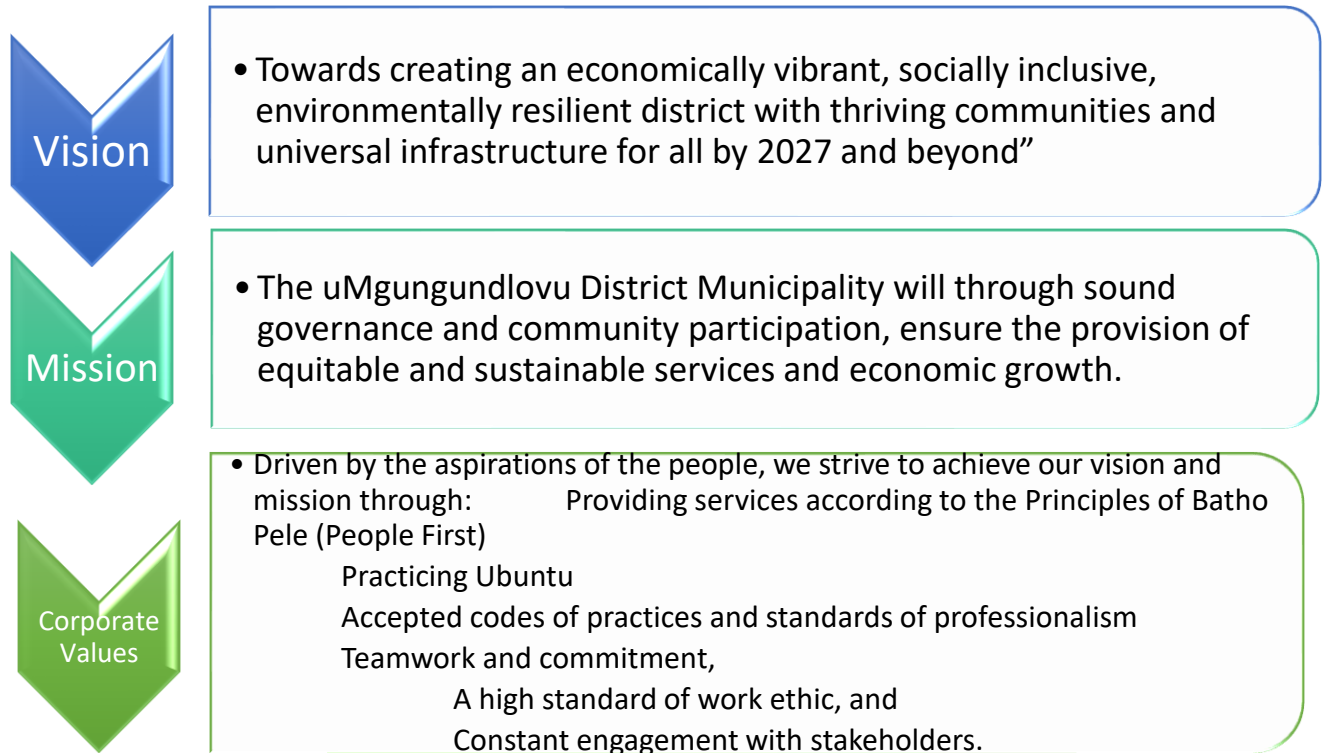 Vision
• Towards creating an economically vibrant, socially inclusive,
environmentally resilient district with thriving communities and
universal infrastructure for all by 2027 and beyond”
Mission
• The uMgungundlovu District Municipality will through sound
governance and community participation, ensure the provision of
equitable and sustainable services and economic growth.
Corporate
Values
• Driven by the aspirations of the people, we strive to achieve our vision and
mission through: Providing services according to the Principles of Batho
Pele (People First)
Practicing Ubuntu
Accepted codes of practices and standards of professionalism
Teamwork and commitment,
A high standard of work ethic, and
Constant engagement with stakeholders.